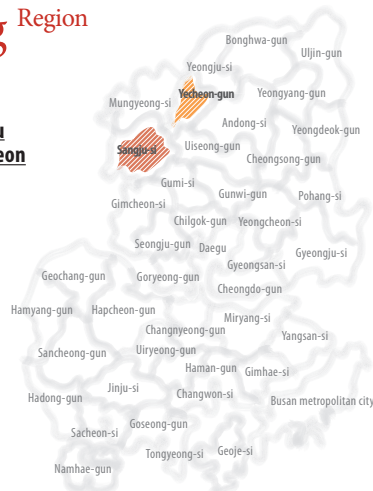 Region
Bonghwa-gun
Uljin-gun
Yeongju-si
Yecheon-gun
Yeongyang-gun
Mungyeong-si
Andong-si
Yeongdeok-gun
Sangju-si
Uiseong-gun
Cheongsong-gun
Gumi-si
Gunwi-gun
Pohang-si
Gimcheon-si
Chilgok-gun
Yeongcheon-si
Seongju-gun
Daegu
Gyeongju-si
Gyeongsan-si
Geochang-gun
Goryeong-gun
Cheongdo-gun
Hamyang-gun
Hapcheon-gun
Miryang-si
Changnyeong-gun
Yangsan-si
Sancheong-gun
Uiryeong-gun
Haman-gun
Gimhae-si
Jinju-si
Changwon-si
Hadong-gun
Busan metropolitan city
Goseong-gun
Sacheon-si
Tongyeong-si
Geoje-si
Namhae-gun